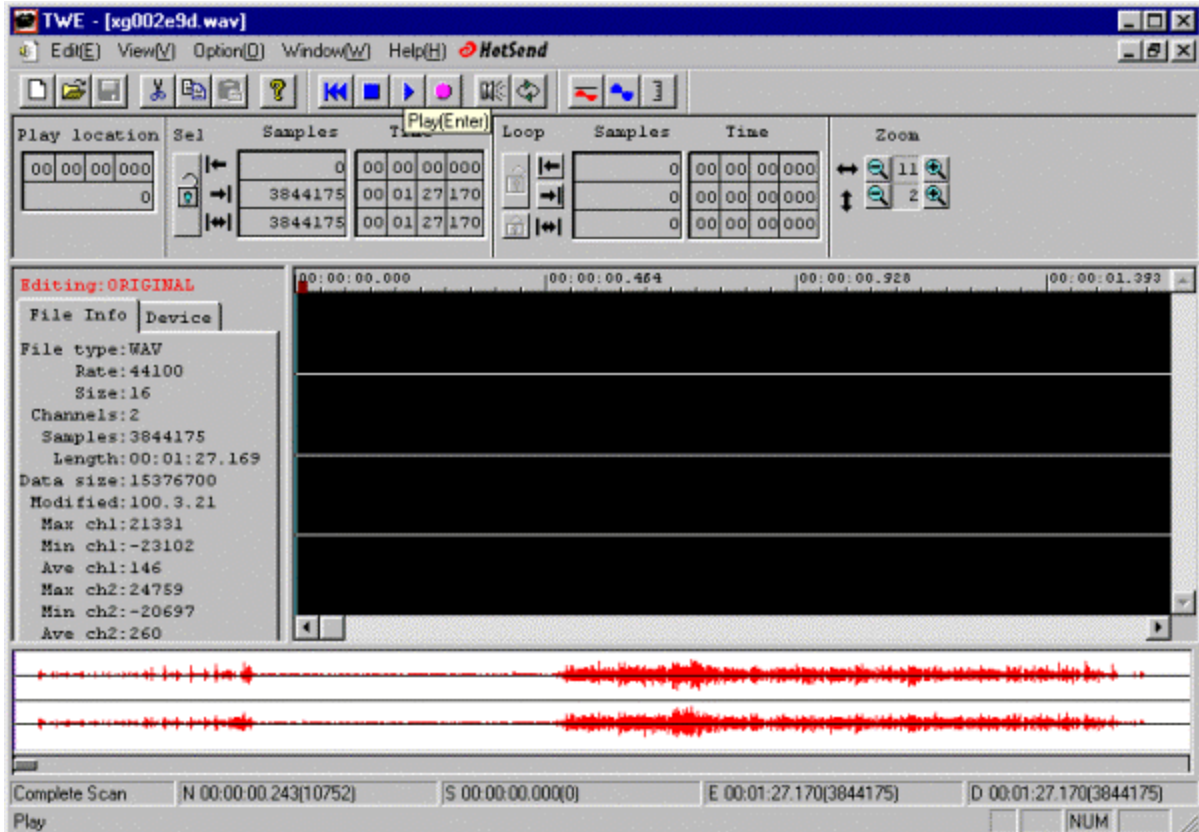 TWE - [xg002e9d.wav]
Edit(E) View(V) Option(O) Window(W) Help(H) HotSend
Play(Enter)
Play location Sel Samples Time Loop Samples Time Zoom
00 00 00 000 0 00 00 00 000 0 00 00 00 000 11
0 3844175 00 01 27 170 0 00 00 00 000 2
3844175 00 01 27 170 0 00 00 00 000
Editing:ORIGINAL
00:00:00.000 00:00:00.464 00:00:00.928 00:00:01.393
File Info Device
File type:WAV
Rate:44100
Size:16
Channels:2
Samples:3844175
Length:00:01:27.169
Data size:15376700
Modified:100.3.21
Max ch1:21331
Min ch1:-23102
Ave ch1:146
Max ch2:24759
Min ch2:-20697
Ave ch2:260
Complete Scan N 00:00:00.243(10752) S 00:00:00.000(0) E 00:01:27.170(3844175) D 00:01:27.170(3844175)
Play NUM